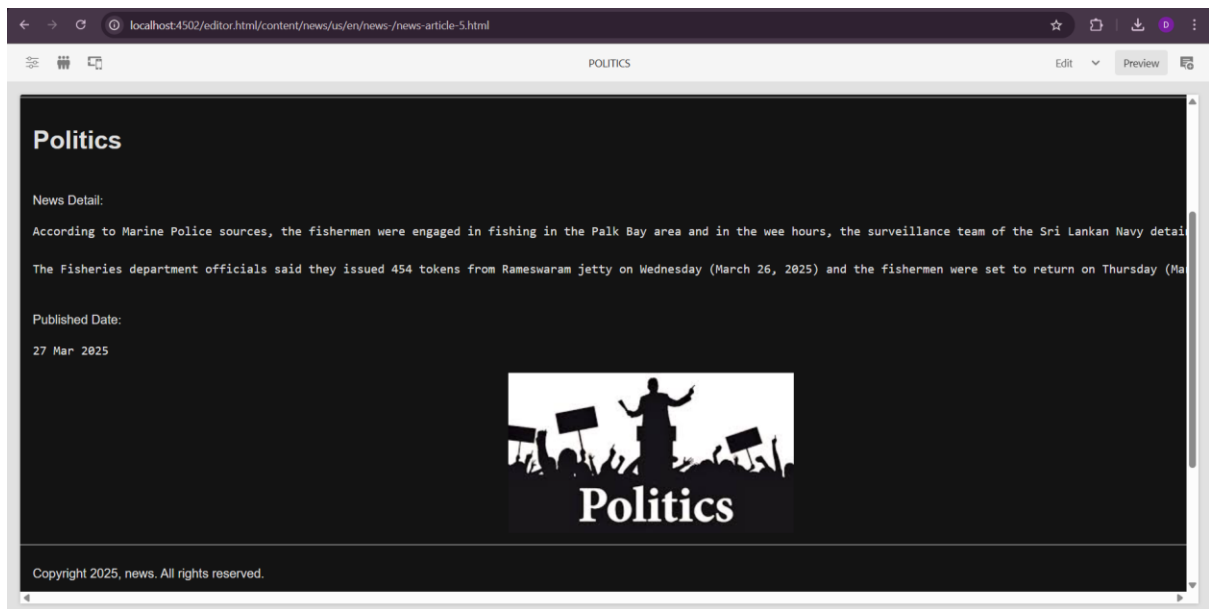 localhost:4502/editor.html/content/news/us/en/news-/news-article-5.html
D
POLITICS
Edit
Preview
Politics
News Detail:
According to Marine Police sources, the fishermen were engaged in fishing in the Palk Bay area and in the wee hours, the surveillance team of the Sri Lankan Navy detai
The Fisheries department officials said they issued 454 tokens from Rameswaram jetty on Wednesday (March 26, 2025) and the fishermen were set to return on Thursday (Ma
Published Date:
27 Mar 2025
Politics
Copyright 2025, news. All rights reserved.